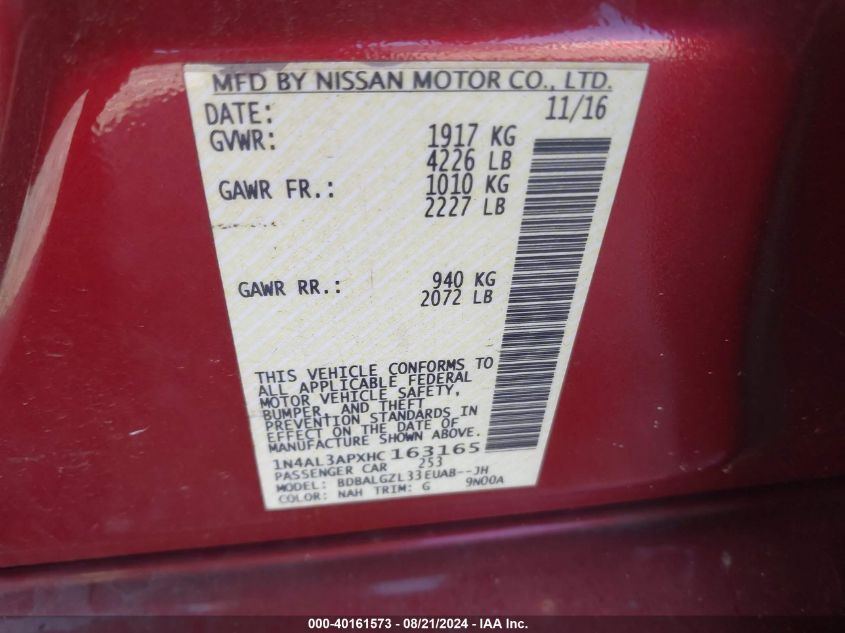 MFD BY NISSAN MOTOR CO., LTD.
DATE: 11/16
GVWR: 1917 KG
4226 LB
GAWR FR.: 1010 KG
2227 LB
GAWR RR.: 940 KG
2072 LB
THIS VEHICLE CONFORMS TO
ALL APPLICABLE FEDERAL
MOTOR VEHICLE SAFETY,
BUMPER, AND THEFT
PREVENTION STANDARDS IN
EFFECT ON THE DATE OF
MANUFACTURE SHOWN ABOVE.
1N4AL3APXHC 163165
PASSENGER CAR 253
MODEL: BDBALGZL33EUAB--JH
COLOR: NAH TRIM: G 9N00A
000-40161573 - 08/21/2024 - IAA Inc.